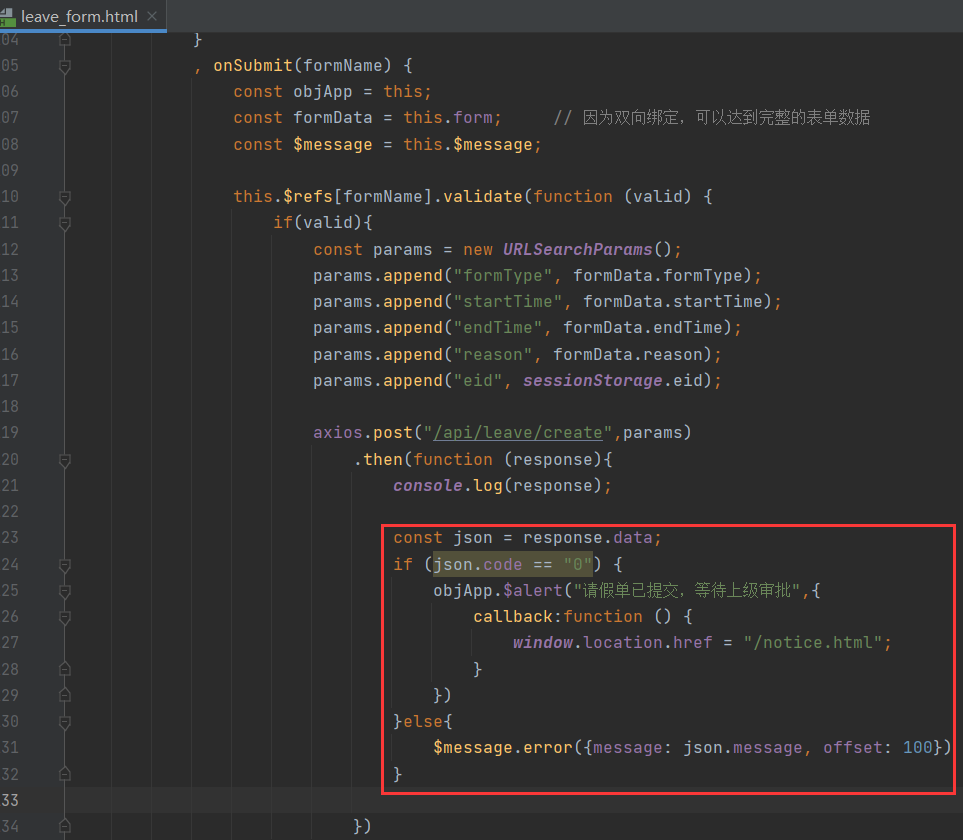 leave_form.html
04 }
05 , onSubmit(formName) {
06 const objApp = this;
07 const formData = this.form; // 因为双向绑定，可以达到完整的表单数据
08 const $message = this.$message;
09
10 this.$refs[formName].validate(function (valid) {
11 if(valid){
12 const params = new URLSearchParams();
13 params.append("formType", formData.formType);
14 params.append("startTime", formData.startTime);
15 params.append("endTime", formData.endTime);
16 params.append("reason", formData.reason);
17 params.append("eid", sessionStorage.eid);
18
19 axios.post("/api/leave/create",params)
20 .then(function (response){
21 console.log(response);
22
23 const json = response.data;
24 if (json.code == "0") {
25 objApp.$alert("请假单已提交，等待上级审批",{
26 callback:function () {
27 window.location.href = "/notice.html";
28 }
29 })
30 }else{
31 $message.error({message: json.message, offset: 100})
32 }
33
34 })